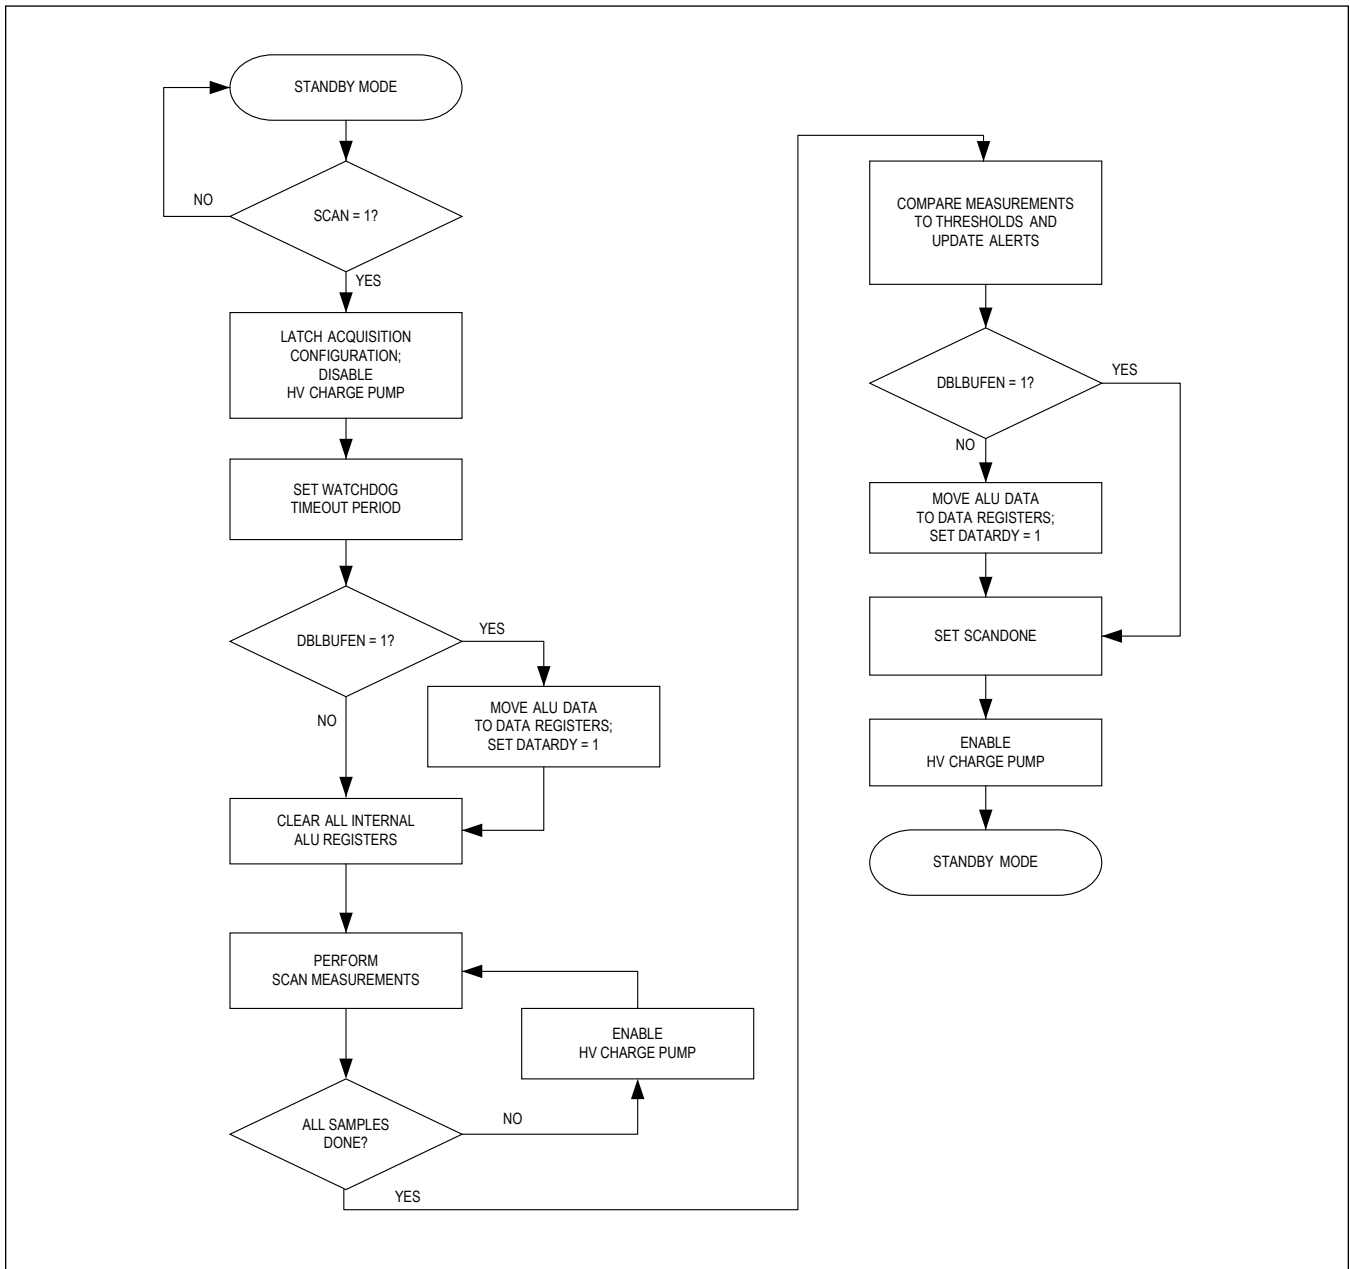 STANDBY MODE
NO
SCAN = 1?
YES
LATCH ACQUISITION
CONFIGURATION;
DISABLE
HV CHARGE PUMP
SET WATCHDOG
TIMEOUT PERIOD
DBLBUFEN = 1?
YES
NO
MOVE ALU DATA
TO DATA REGISTERS;
SET DATARDY = 1
CLEAR ALL INTERNAL
ALU REGISTERS
PERFORM
SCAN MEASUREMENTS
ENABLE
HV CHARGE PUMP
ALL SAMPLES
DONE?
NO
YES
COMPARE MEASUREMENTS
TO THRESHOLDS AND
UPDATE ALERTS
DBLBUFEN = 1?
YES
NO
MOVE ALU DATA
TO DATA REGISTERS;
SET DATARDY = 1
SET SCANDONE
ENABLE
HV CHARGE PUMP
STANDBY MODE